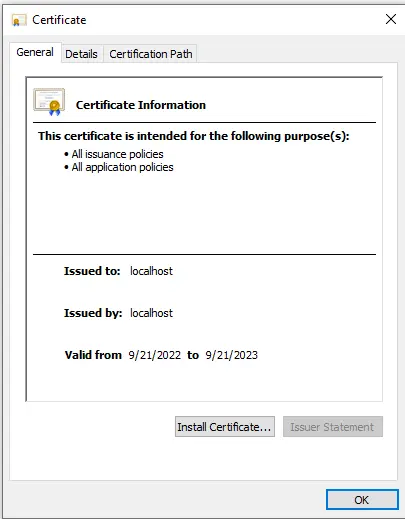 Certificate
General Details Certification Path
Certificate Information
This certificate is intended for the following purpose(s):
• All issuance policies
• All application policies
Issued to: localhost
Issued by: localhost
Valid from 9/21/2022 to 9/21/2023
Install Certificate... Issuer Statement
OK